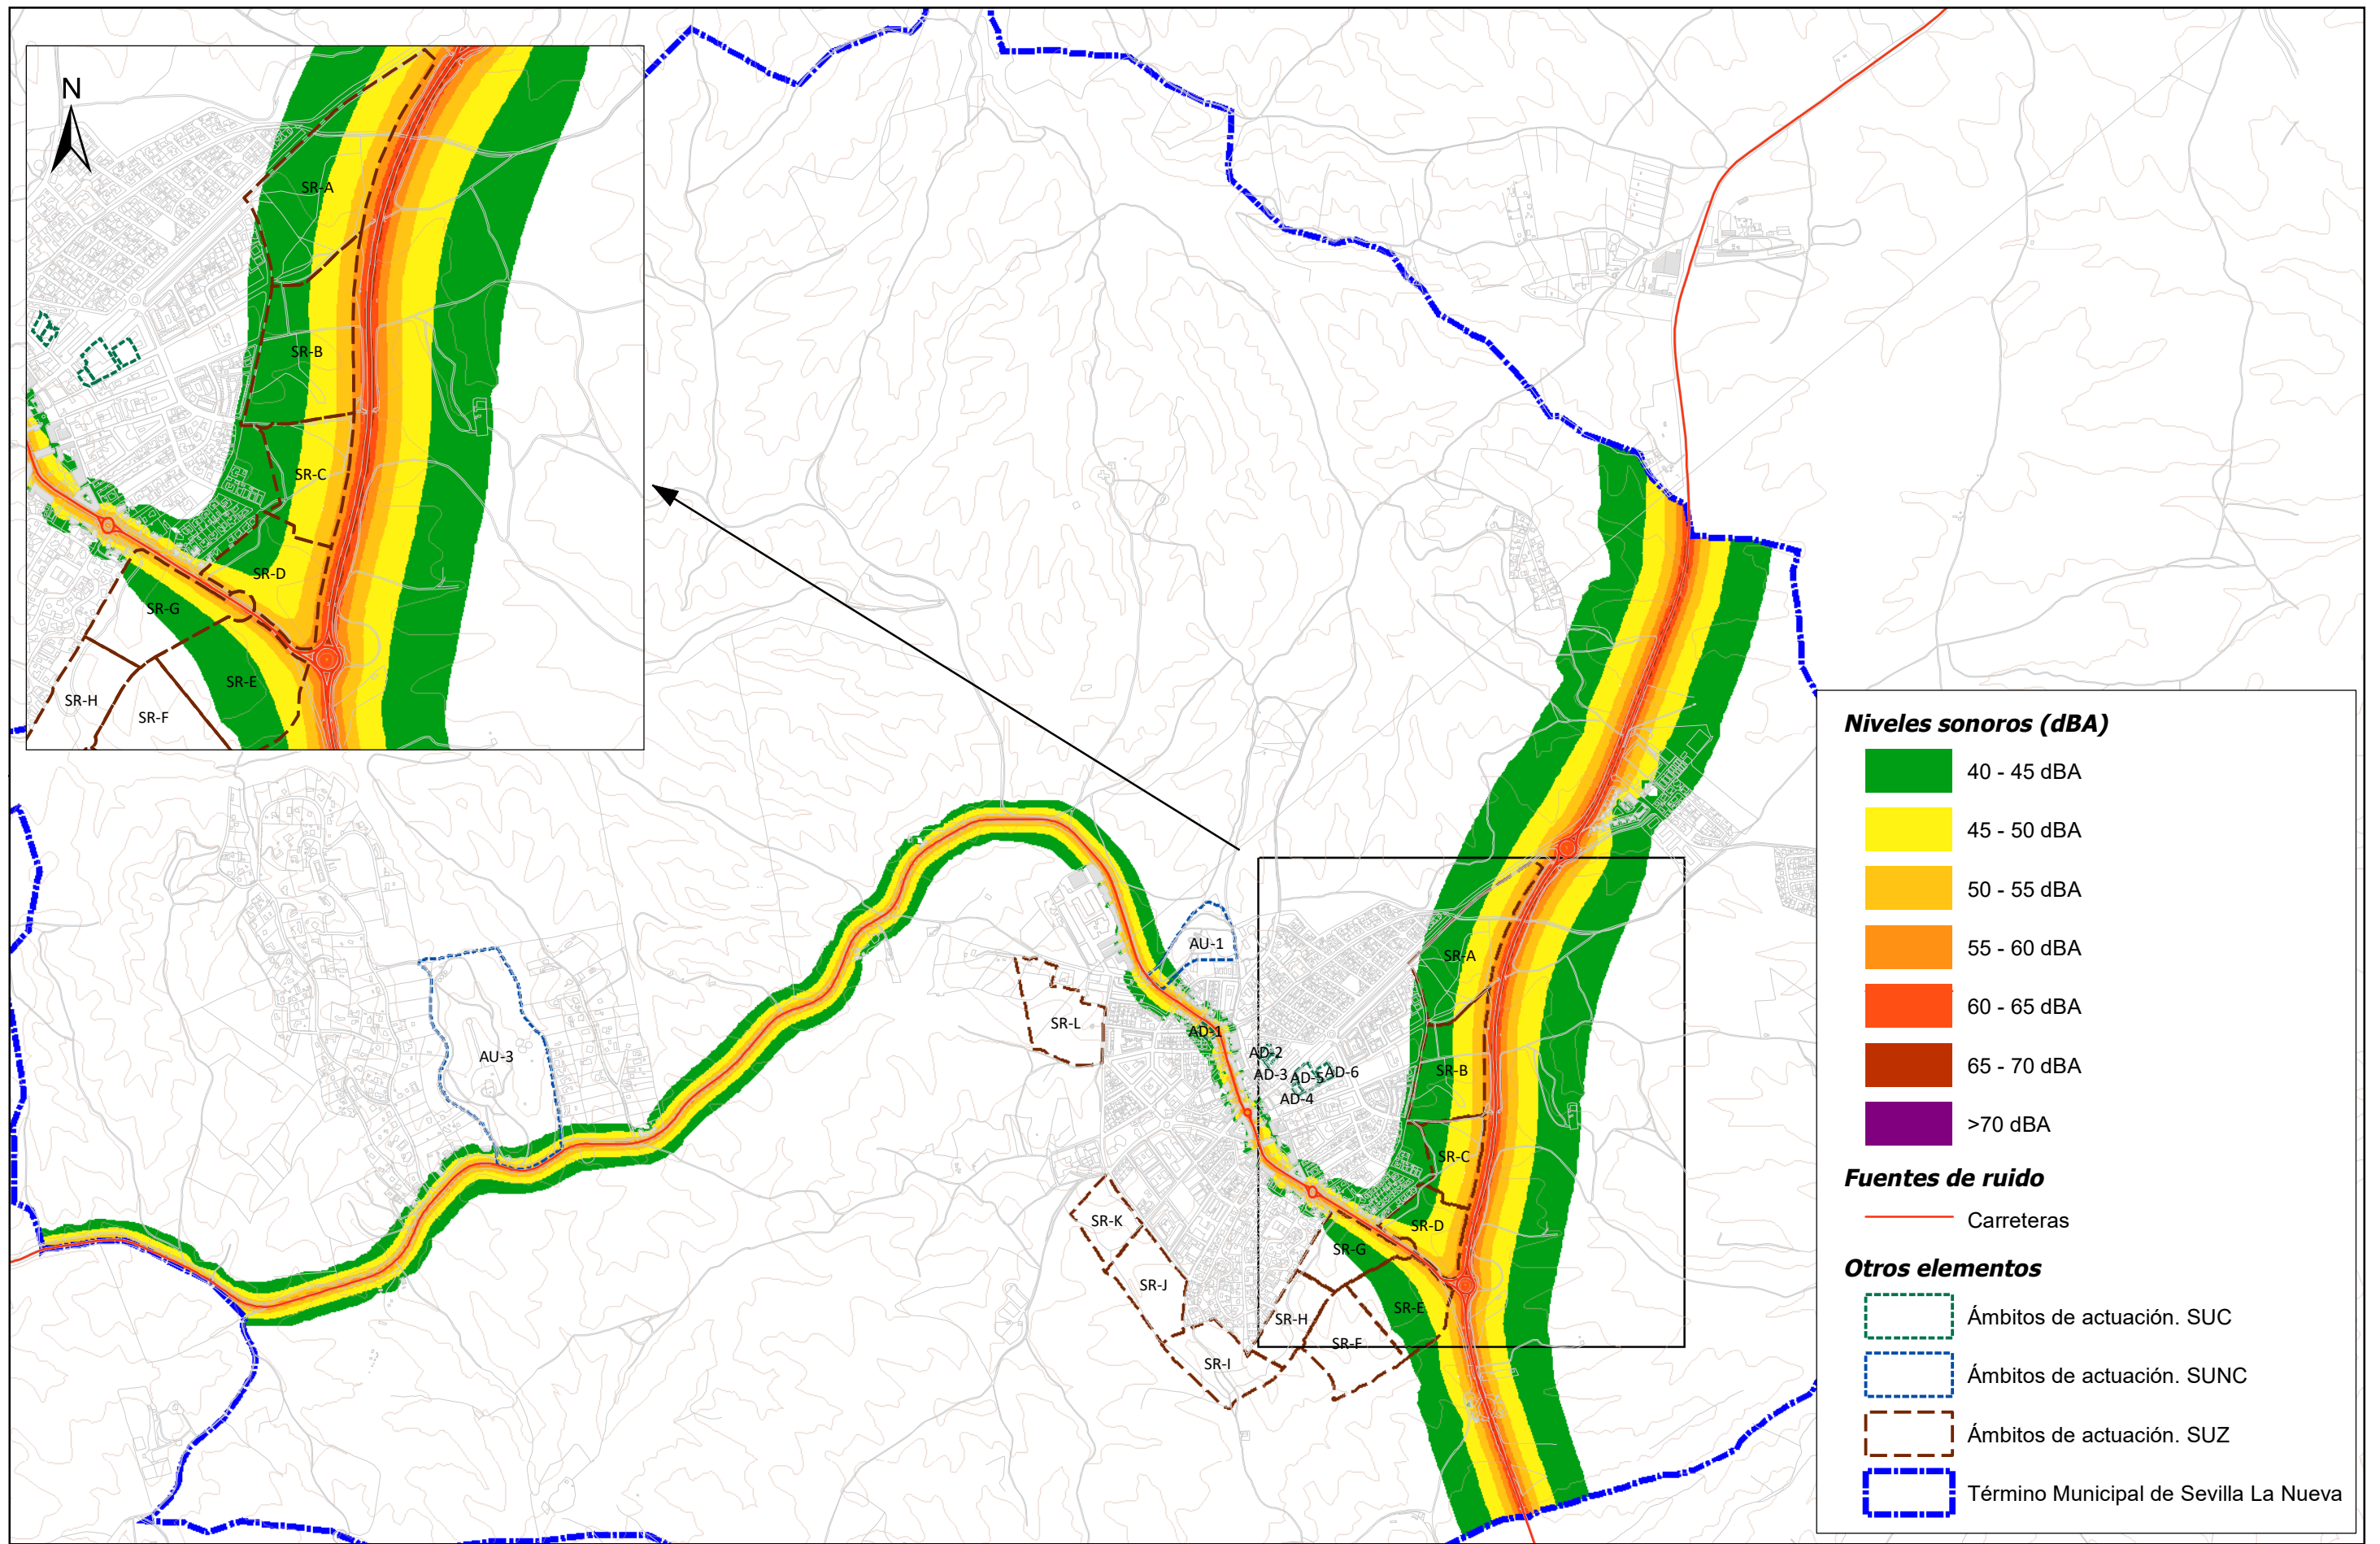 N
SR-A
SR-B
SR-C
SR-D
SR-G
SR-E
SR-H
SR-F
AU-1
SR-A
AU-3
SR-L
AD-1
AD-2
AD-3
AD-5
AD-6
AD-4
SR-B
SR-C
SR-K
SR-D
SR-G
SR-J
SR-E
SR-H
SR-F
SR-I
Niveles sonoros (dBA)
40 - 45 dBA
45 - 50 dBA
50 - 55 dBA
55 - 60 dBA
60 - 65 dBA
65 - 70 dBA
>70 dBA
Fuentes de ruido
Carreteras
Otros elementos
Ámbitos de actuación. SUC
Ámbitos de actuación. SUNC
Ámbitos de actuación. SUZ
Término Municipal de Sevilla La Nueva